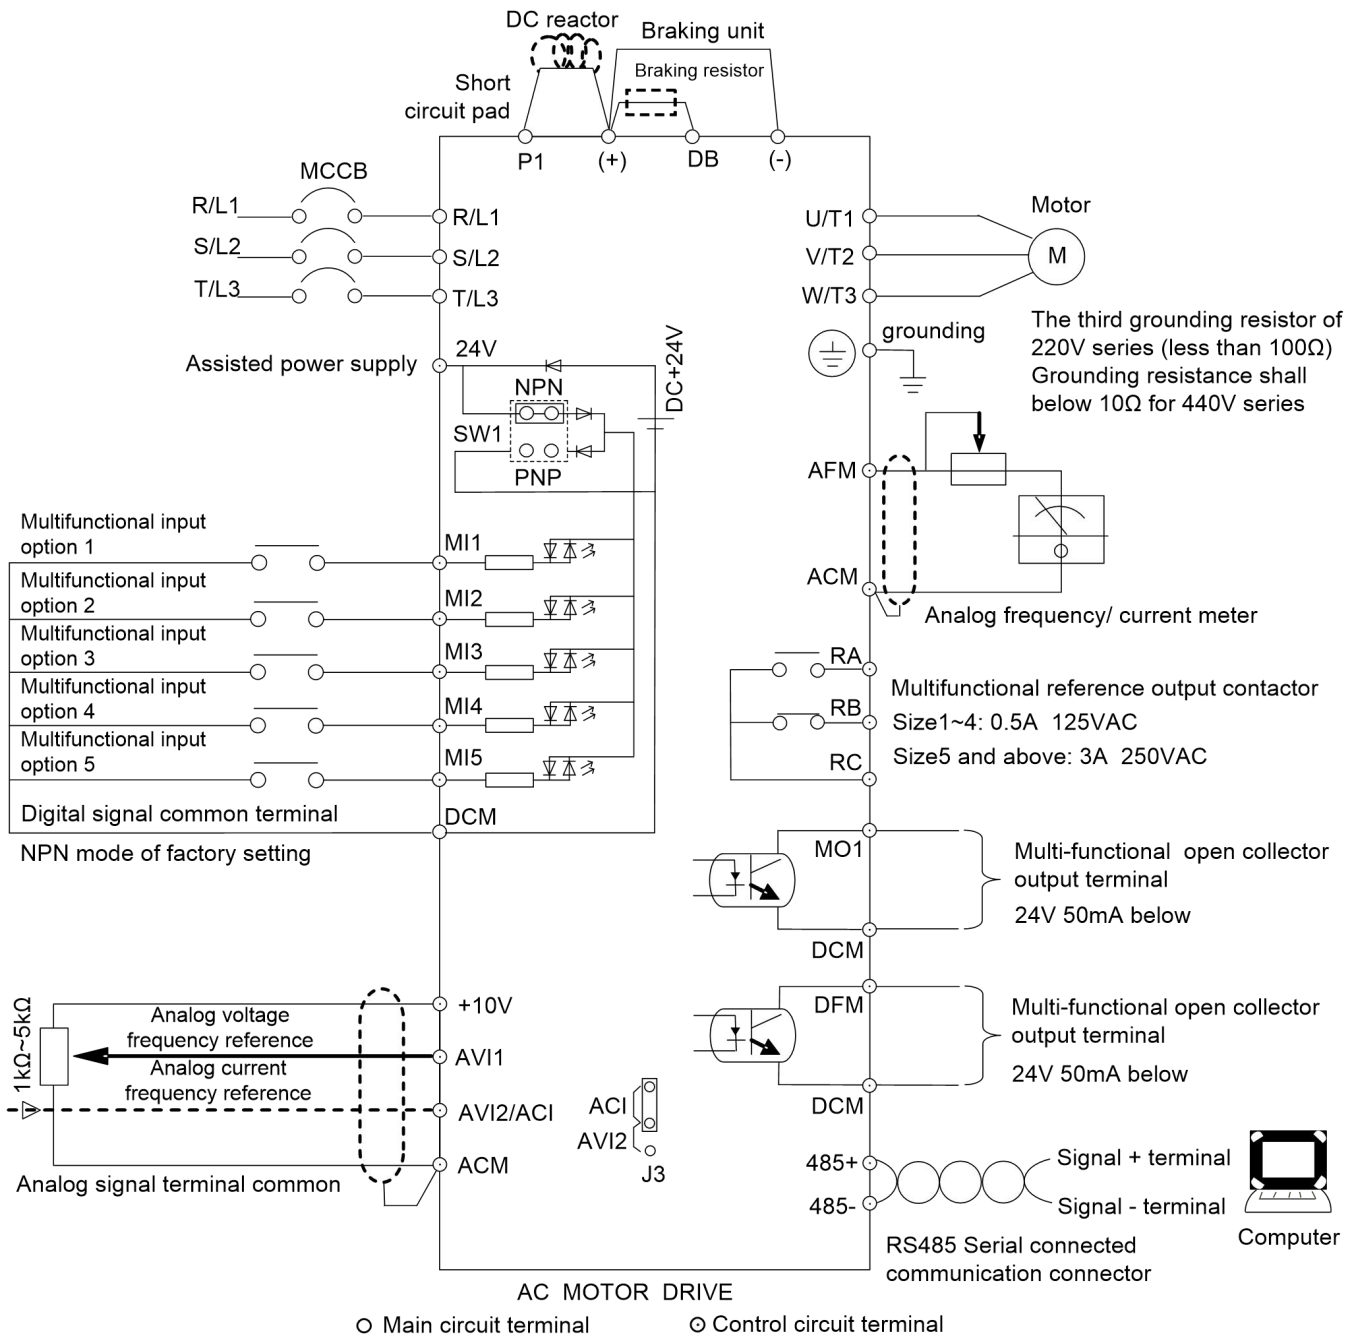 DC reactor
Braking unit
Braking resistor
Short
circuit pad
P1
(+)
DB
(-)
MCCB
R/L1
S/L2
T/L3
R/L1
S/L2
T/L3
U/T1
V/T2
W/T3
Motor
M
grounding
The third grounding resistor of
220V series (less than 100Ω)
Grounding resistance shall
below 10Ω for 440V series
Assisted power supply
24V
DC+24V
NPN
SW1
PNP
AFM
ACM
Analog frequency/ current meter
Multifunctional input
option 1
Multifunctional input
option 2
Multifunctional input
option 3
Multifunctional input
option 4
Multifunctional input
option 5
MI1
MI2
MI3
MI4
MI5
Digital signal common terminal
DCM
NPN mode of factory setting
RA
RB
RC
Multifunctional reference output contactor
Size1~4: 0.5A 125VAC
Size5 and above: 3A 250VAC
MO1
DCM
Multi-functional open collector
output terminal
24V 50mA below
DFM
DCM
Multi-functional open collector
output terminal
24V 50mA below
1kΩ~5kΩ
+10V
Analog voltage
frequency reference
AVI1
Analog current
frequency reference
AVI2/ACI
ACM
Analog signal terminal common
ACI
AVI2
J3
485+
485-
Signal + terminal
Signal - terminal
Computer
RS485 Serial connected
communication connector
AC MOTOR DRIVE
Main circuit terminal
Control circuit terminal